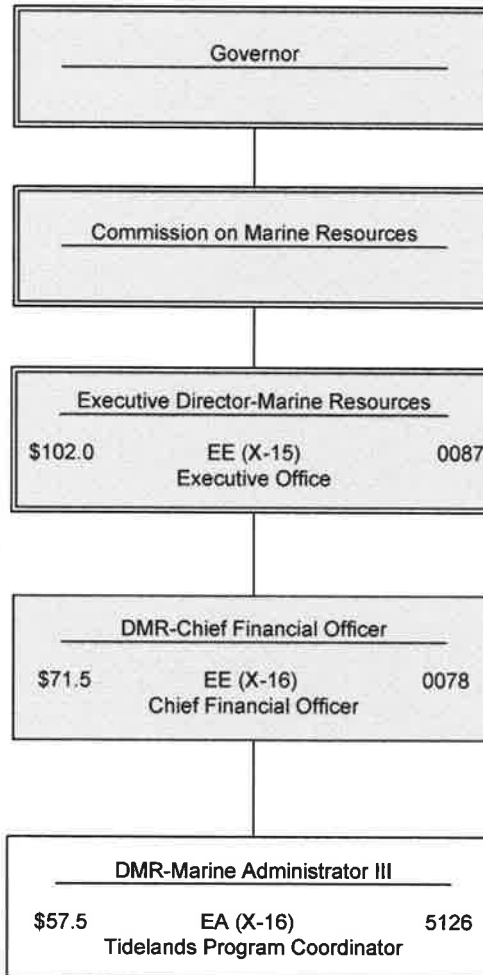 Governor
Commission on Marine Resources
Executive Director-Marine Resources
$102.0 EE (X-15) 0087
Executive Office
DMR-Chief Financial Officer
$71.5 EE (X-16) 0078
Chief Financial Officer
DMR-Marine Administrator III
$57.5 EA (X-16) 5126
Tidelands Program Coordinator